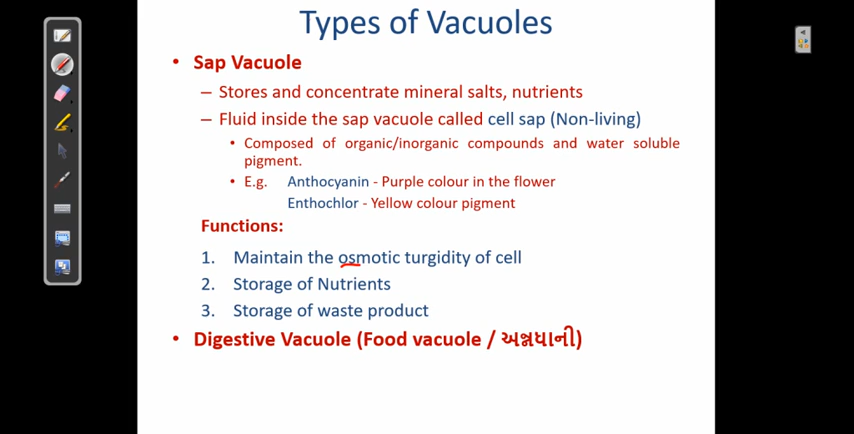 Types of Vacuoles
• Sap Vacuole
– Stores and concentrate mineral salts, nutrients
– Fluid inside the sap vacuole called cell sap (Non-living)
• Composed of organic/inorganic compounds and water soluble
pigment.
• E.g. Anthocyanin - Purple colour in the flower
Enthochlor - Yellow colour pigment
Functions:
1. Maintain the osmotic turgidity of cell
2. Storage of Nutrients
3. Storage of waste product
• Digestive Vacuole (Food vacuole / અન્નધાની)